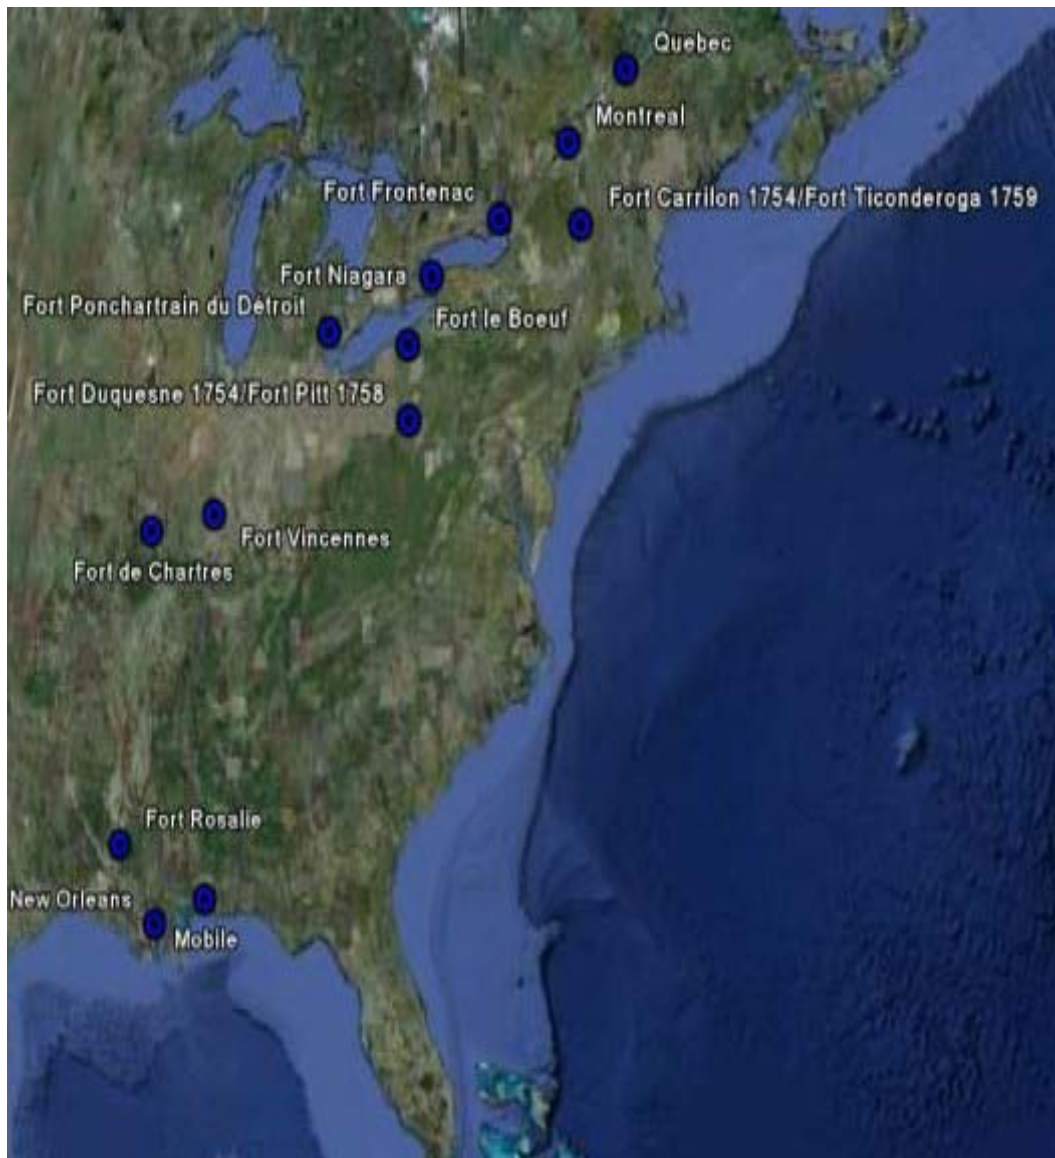 Quebec
Montreal
Fort Frontenac
Fort Carrilon 1754/Fort Ticonderoga 1759
Fort Niagara
Fort Ponchartrain du Détroit
Fort le Boeuf
Fort Duquesne 1754/Fort Pitt 1758
Fort Vincennes
Fort de Chartres
Fort Rosalie
New Orleans
Mobile